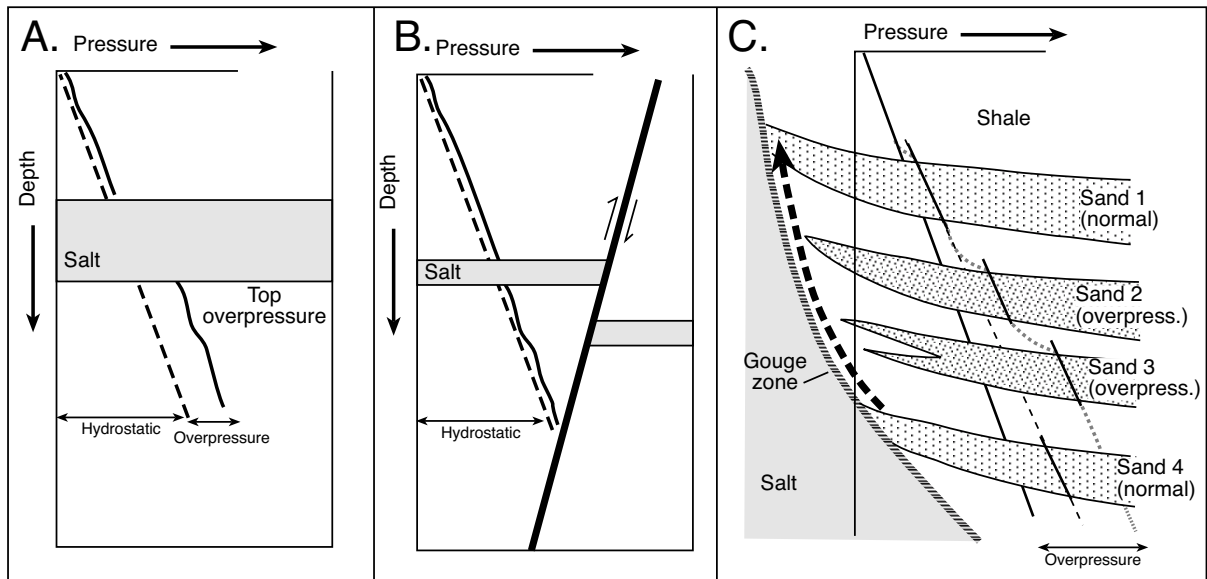 A.
Pressure
Depth
Salt
Top
overpressure
Hydrostatic
Overpressure
B.
Pressure
Depth
Salt
Hydrostatic
C.
Pressure
Shale
Sand 1
(normal)
Sand 2
(overpress.)
Sand 3
(overpress.)
Gouge
zone
Sand 4
(normal)
Salt
Overpressure